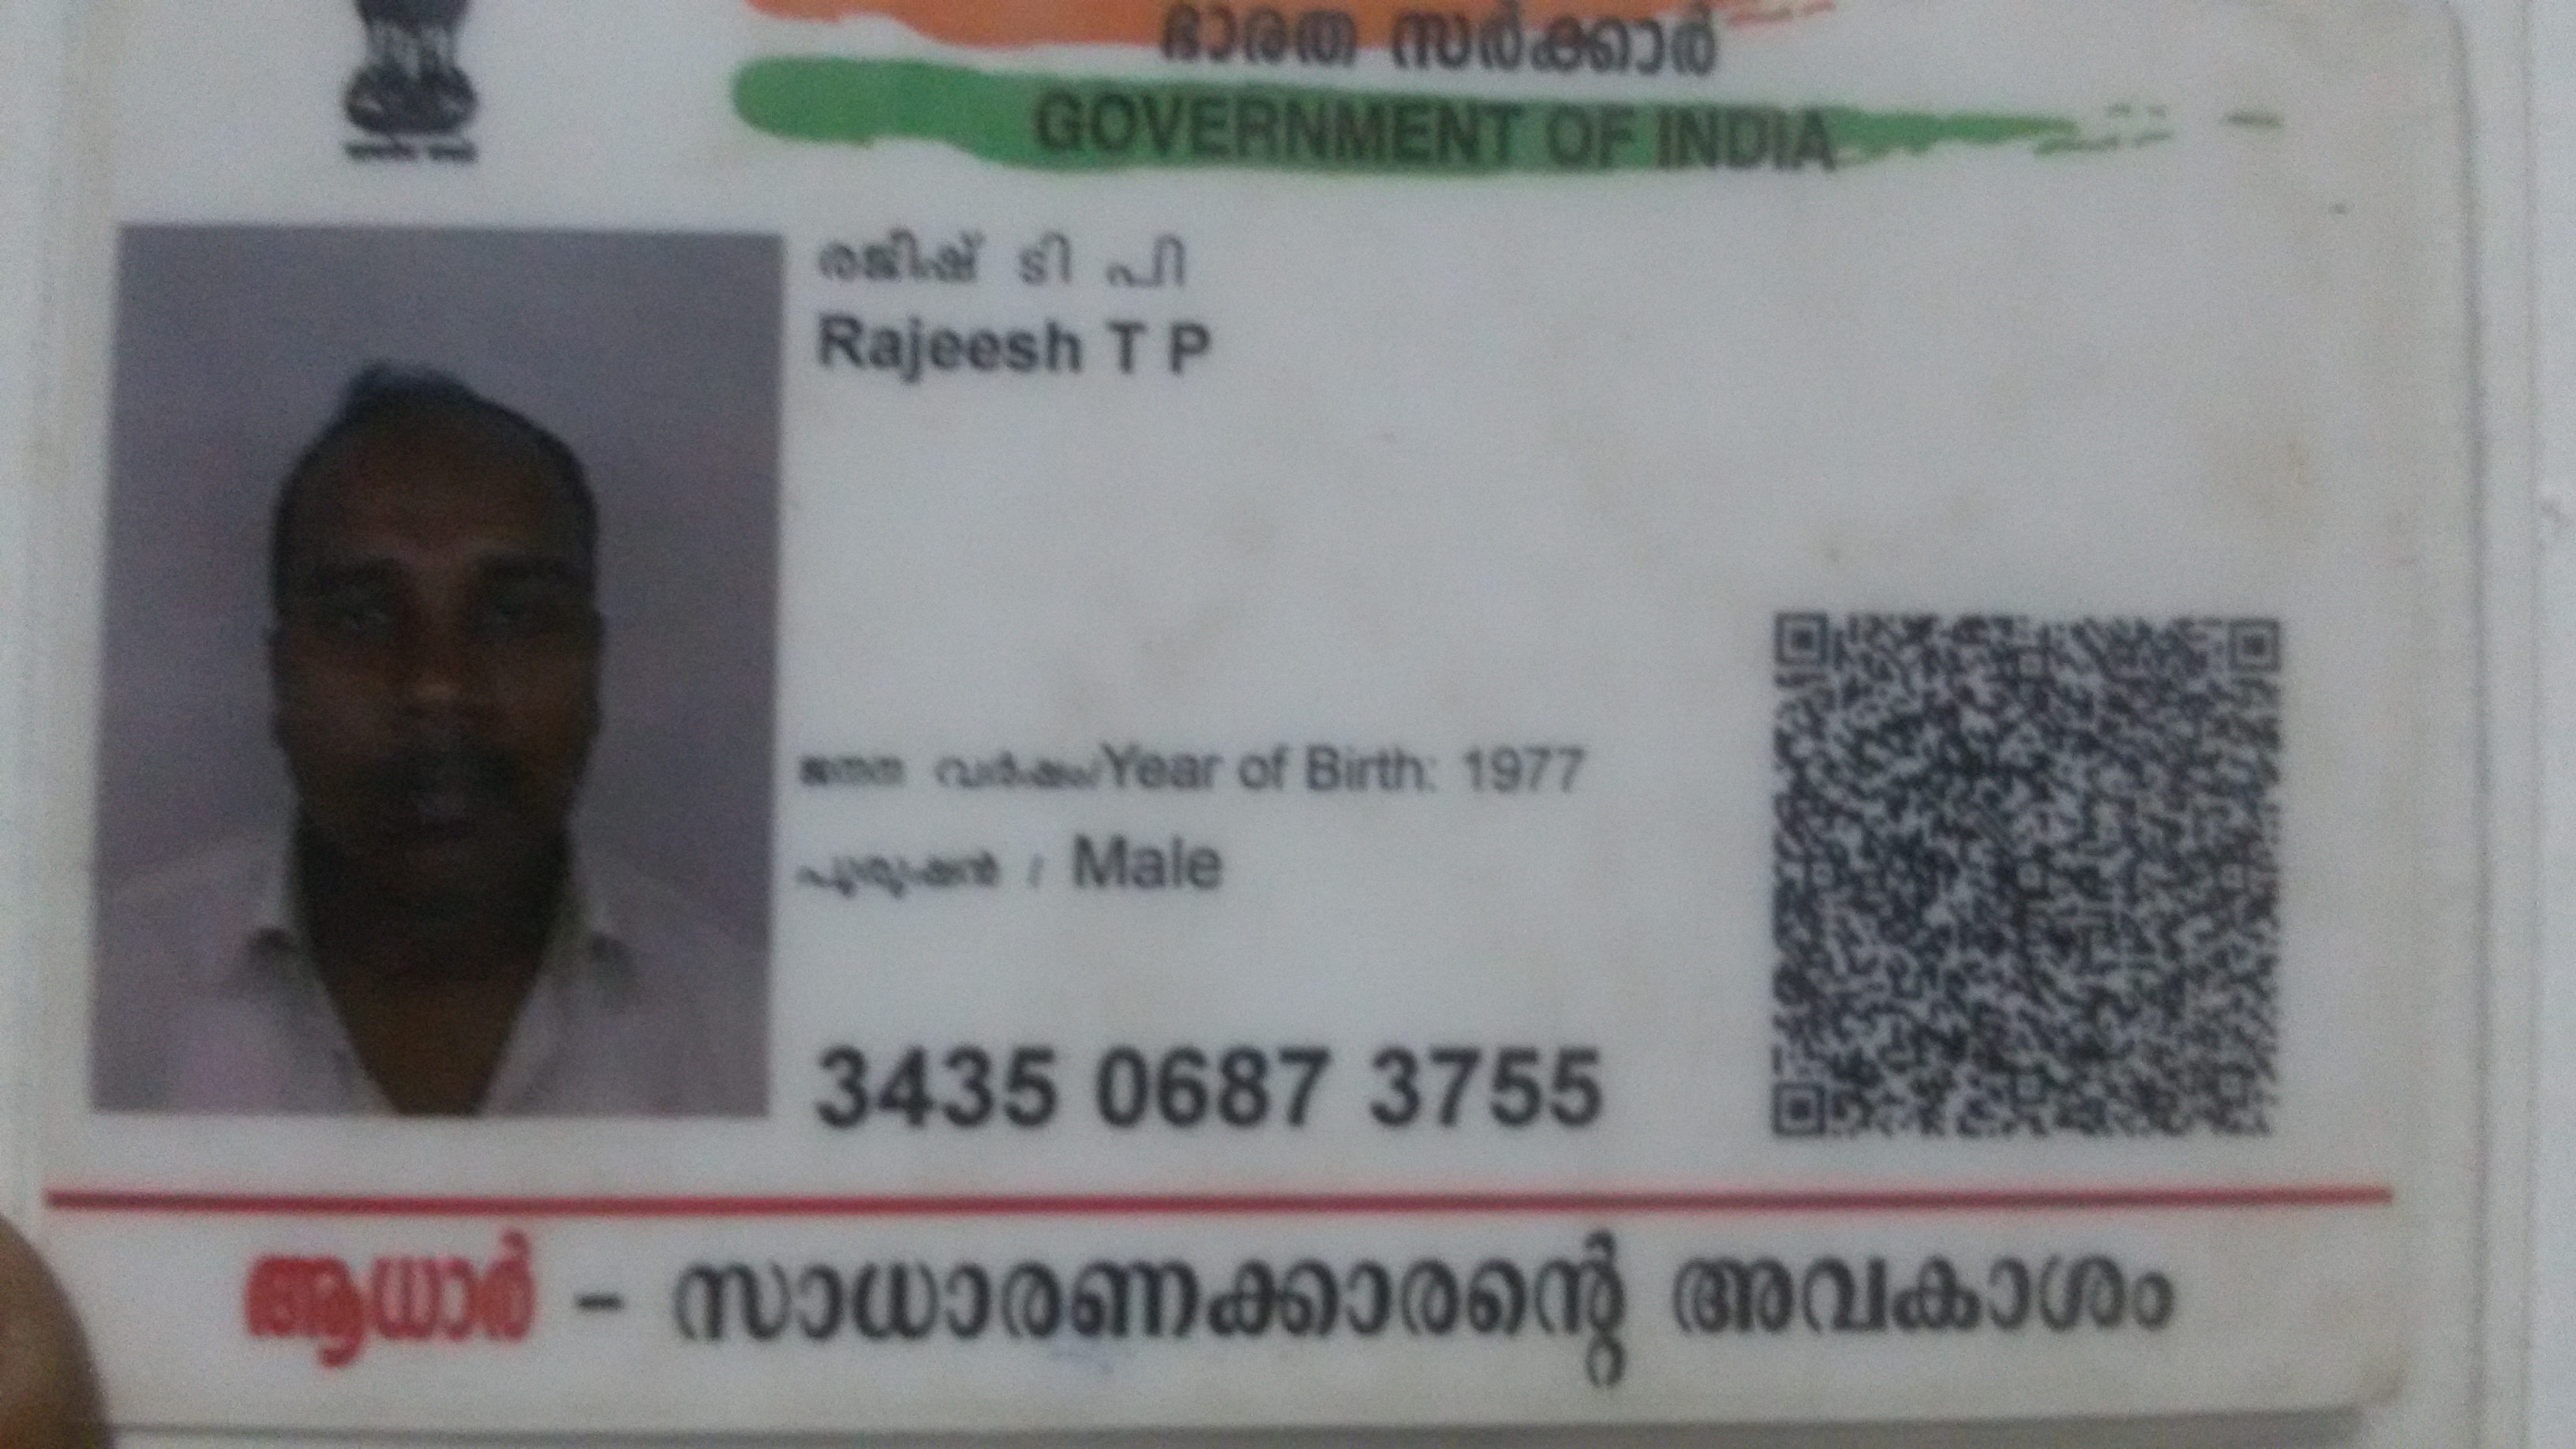 ഭാരത സർക്കാർ
GOVERNMENT OF INDIA
രജീഷ് ടി പി
Rajeesh T P
ജനന വർഷം/Year of Birth: 1977
പുരുഷൻ / Male
3435 0687 3755
ആധാർ – സാധാരണക്കാരന്റെ അവകാശം